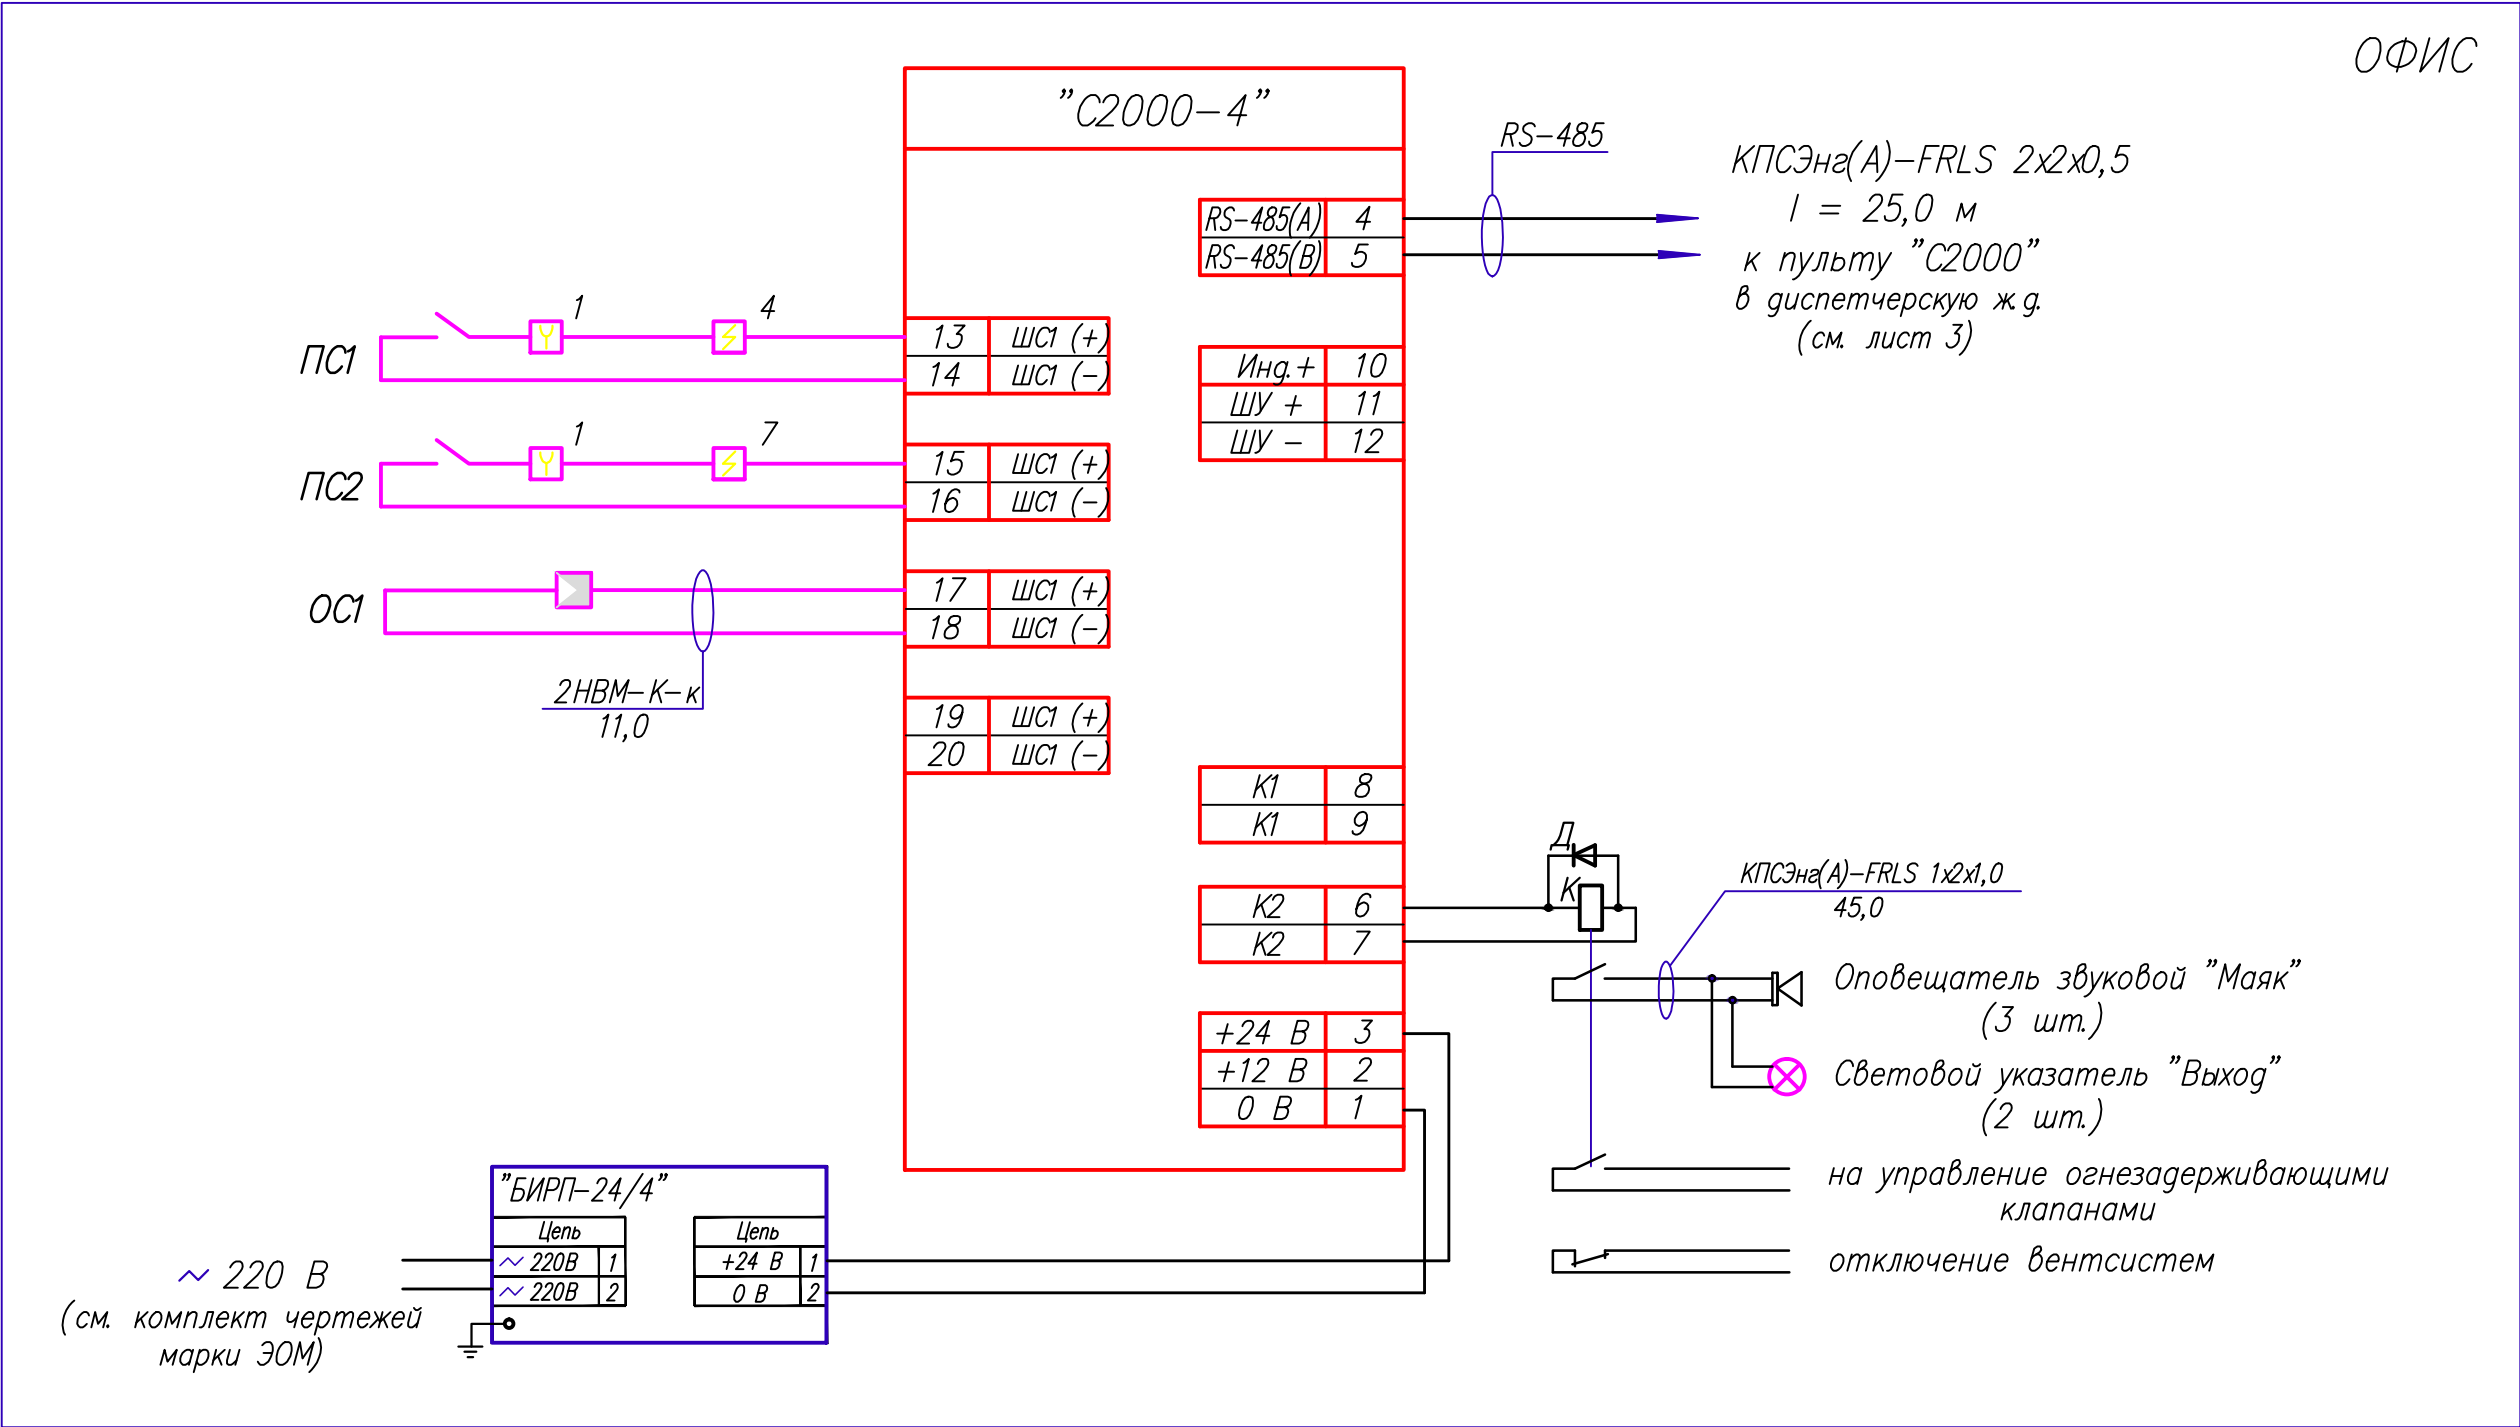 ОФИС
"С2000-4"
RS-485
КПСЭнг(А)-FRLS 2х2х0,5
l = 25,0 м
к пульту "С2000"
в диспетчерскую ж.д.
(см. лист 3)
RS-485(А) 4
RS-485(В) 5
ПС1
1
4
13 ШС1 (+)
14 ШС1 (-)
Инд.+ 10
ШУ + 11
ШУ - 12
ПС2
1
7
15 ШС1 (+)
16 ШС1 (-)
ОС1
17 ШС1 (+)
18 ШС1 (-)
2НВМ-К-к
11,0
19 ШС1 (+)
20 ШС1 (-)
К1 8
К1 9
К2 6
К2 7
Д
К
КПСЭнг(А)-FRLS 1х2х1,0
45,0
Оповещатель звуковой "Маяк"
(3 шт.)
Световой указатель "Выход"
(2 шт.)
на управление огнезадерживающими
клапанами
отключение вентсистем
+24 В 3
+12 В 2
0 В 1
"БИРП-24/4"
Цепь
~ 220В 1
~ 220В 2
Цепь
+24 В 1
0 В 2
~ 220 В
(см. комплект чертежей
марки ЭОМ)